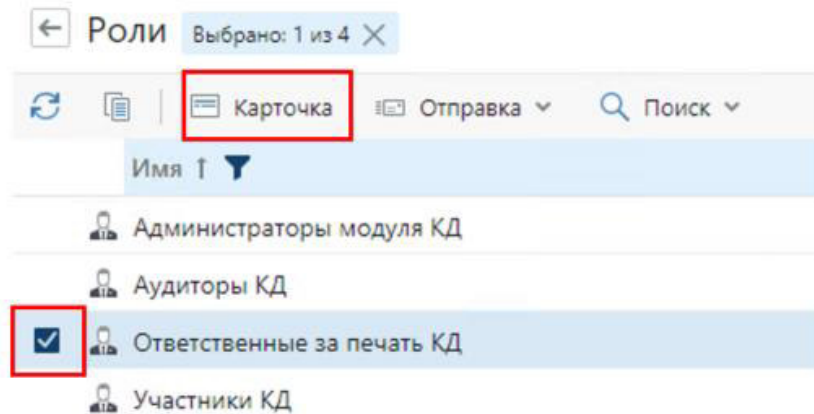 Роли Выбрано: 1 из 4
Карточка Отправка Поиск
Имя
Администраторы модуля КД
Аудиторы КД
Ответственные за печать КД
Участники КД